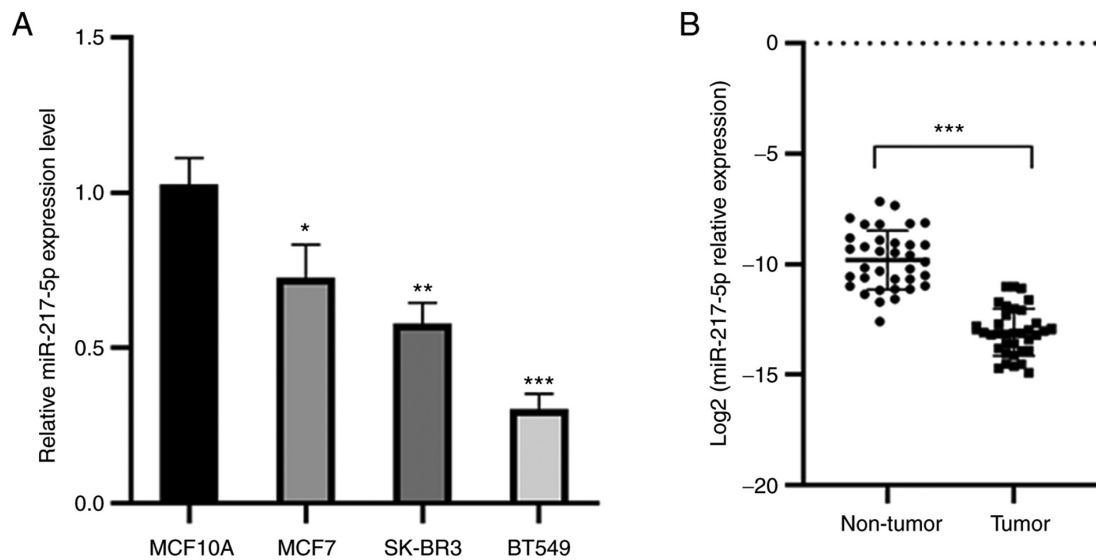 A
Relative miR-217-5p expression level
1.5
1.0
0.5
0.0
*
**
***
MCF10A MCF7 SK-BR3 BT549
B
Log2 (miR-217-5p relative expression)
0
–5
–10
–15
–20
***
Non-tumor Tumor